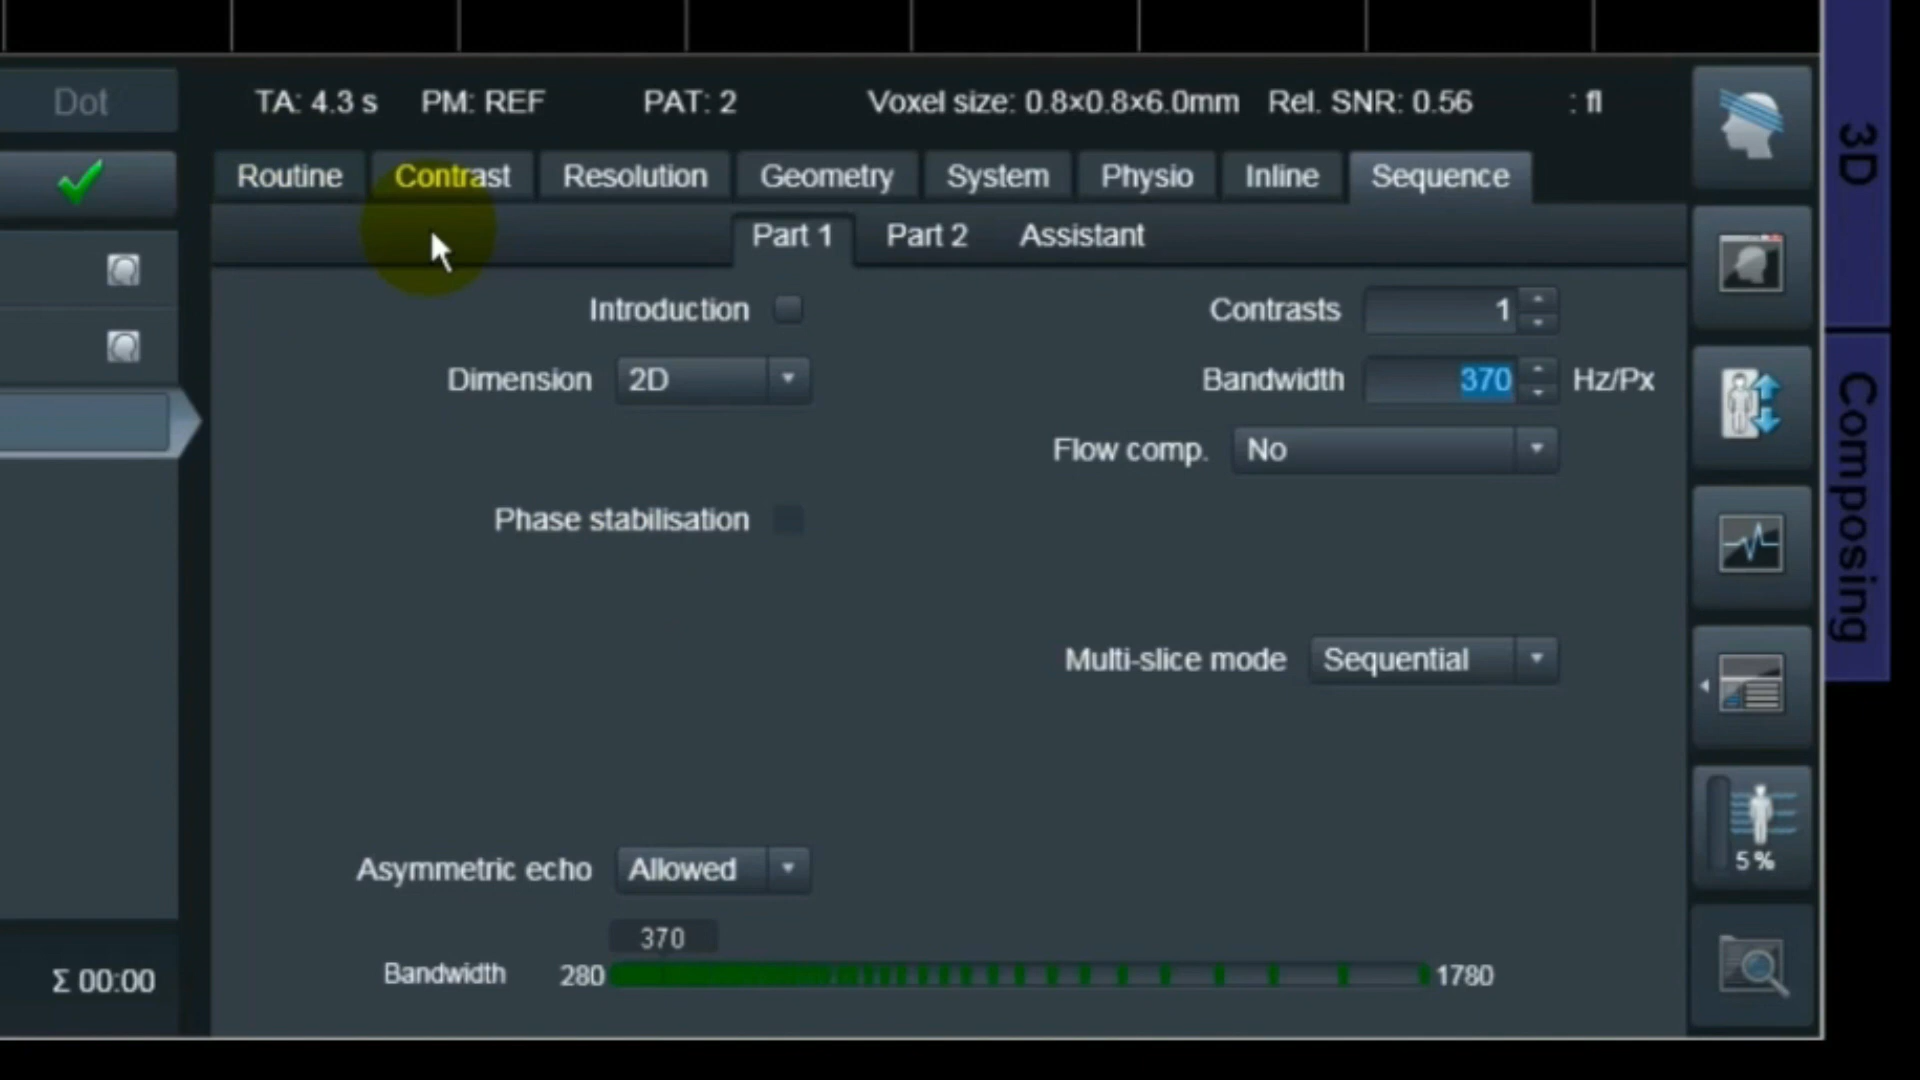 Dot
TA: 4.3 s PM: REF PAT: 2 Voxel size: 0.8×0.8×6.0mm Rel. SNR: 0.56 : fl
Routine Contrast Resolution Geometry System Physio Inline Sequence
Part 1 Part 2 Assistant
Introduction Contrasts 1
Dimension 2D Bandwidth 370 Hz/Px
Flow comp. No
Phase stabilisation
Multi-slice mode Sequential
Asymmetric echo Allowed
370
Bandwidth 280 1780
Σ 00:00
5 %
3D
Composing